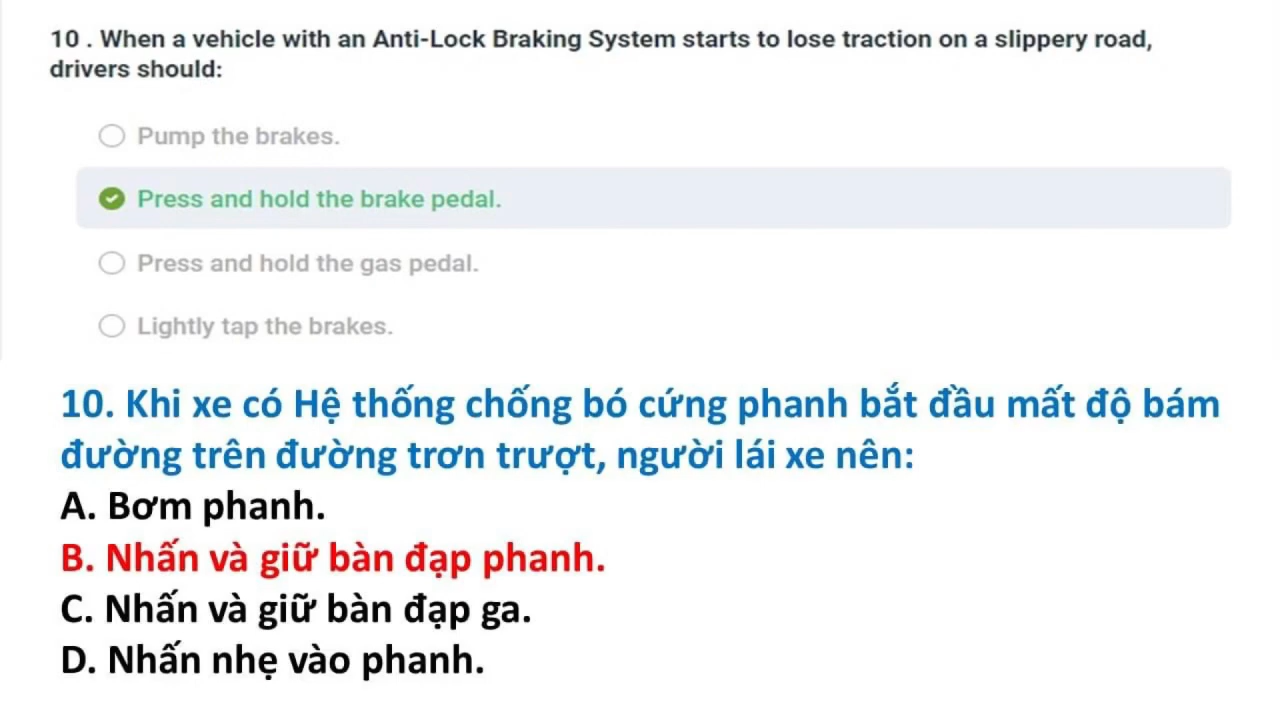 10 . When a vehicle with an Anti-Lock Braking System starts to lose traction on a slippery road,
drivers should:
Pump the brakes.
Press and hold the brake pedal.
Press and hold the gas pedal.
Lightly tap the brakes.
10. Khi xe có Hệ thống chống bó cứng phanh bắt đầu mất độ bám
đường trên đường trơn trượt, người lái xe nên:
A. Bơm phanh.
B. Nhấn và giữ bàn đạp phanh.
C. Nhấn và giữ bàn đạp ga.
D. Nhấn nhẹ vào phanh.